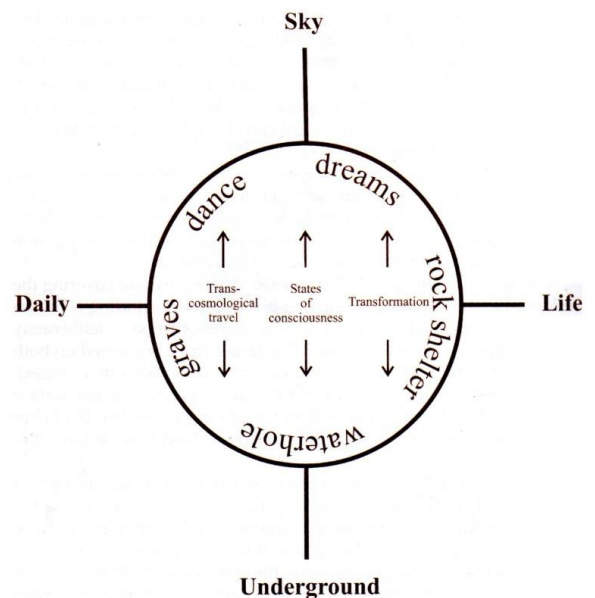 Sky
dance
dreams
Trans-
cosmological
travel
States
of
consciousness
Transformation
Daily
Life
graves
rock shelter
waterhole
Underground